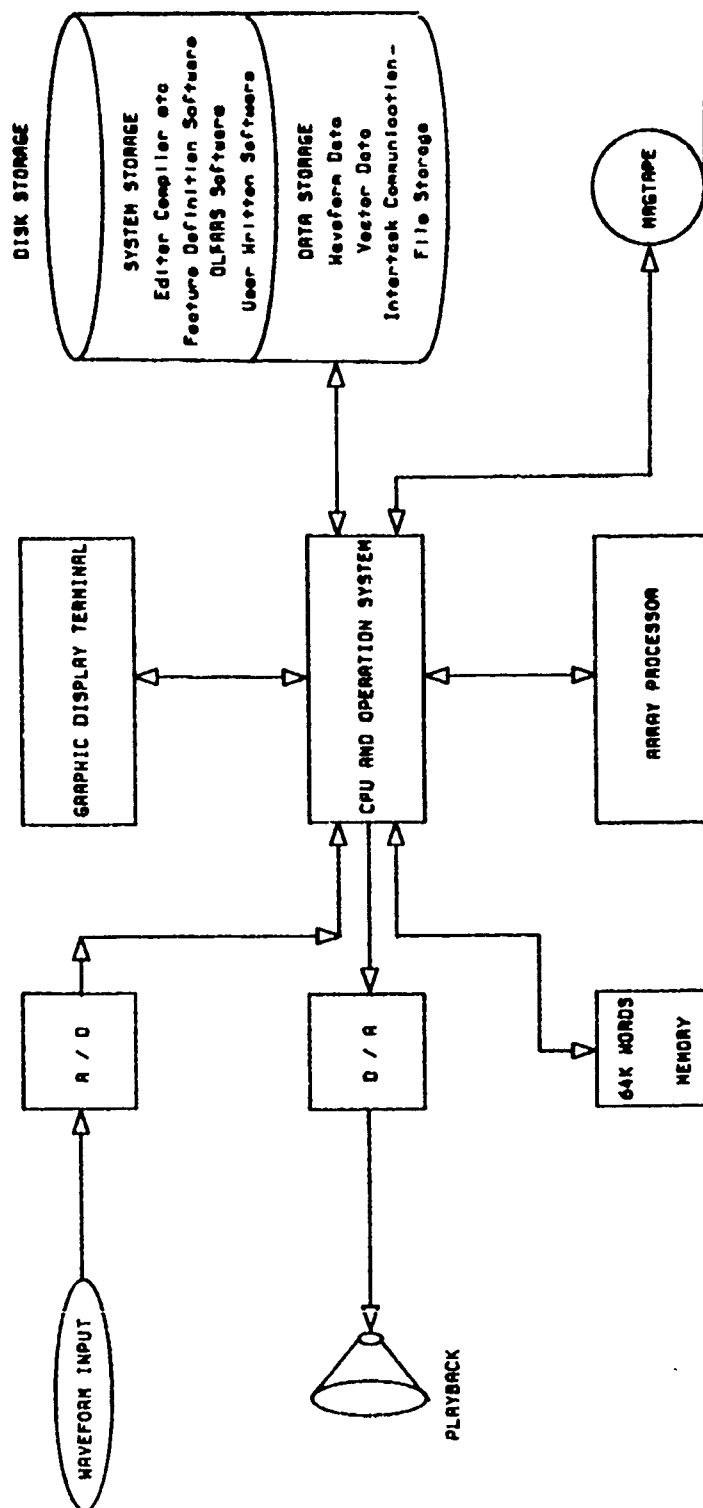 WAVEFORM INPUT
A / D
GRAPHIC DISPLAY TERMINAL
DISK STORAGE
SYSTEM STORAGE
Editor Compiler etc
Feature Definition Software
OLFAAS Software
User Written Software
DATA STORAGE
Waveform Data
Vector Data
Intertask Communication-
File Storage
PLAYBACK
D / A
CPU AND OPERATION SYSTEM
64K WORDS
MEMORY
ARRAY PROCESSOR
MAGTAPE